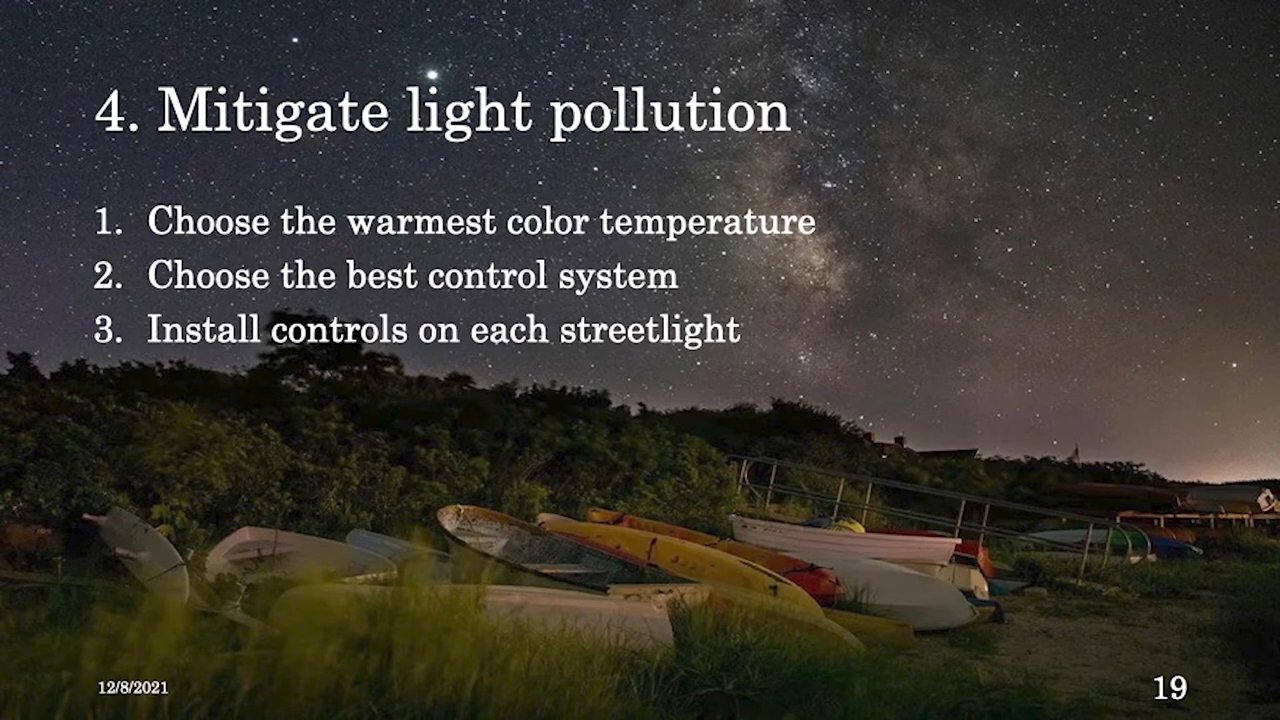 4. Mitigate light pollution
1. Choose the warmest color temperature
2. Choose the best control system
3. Install controls on each streetlight
12/8/2021
19